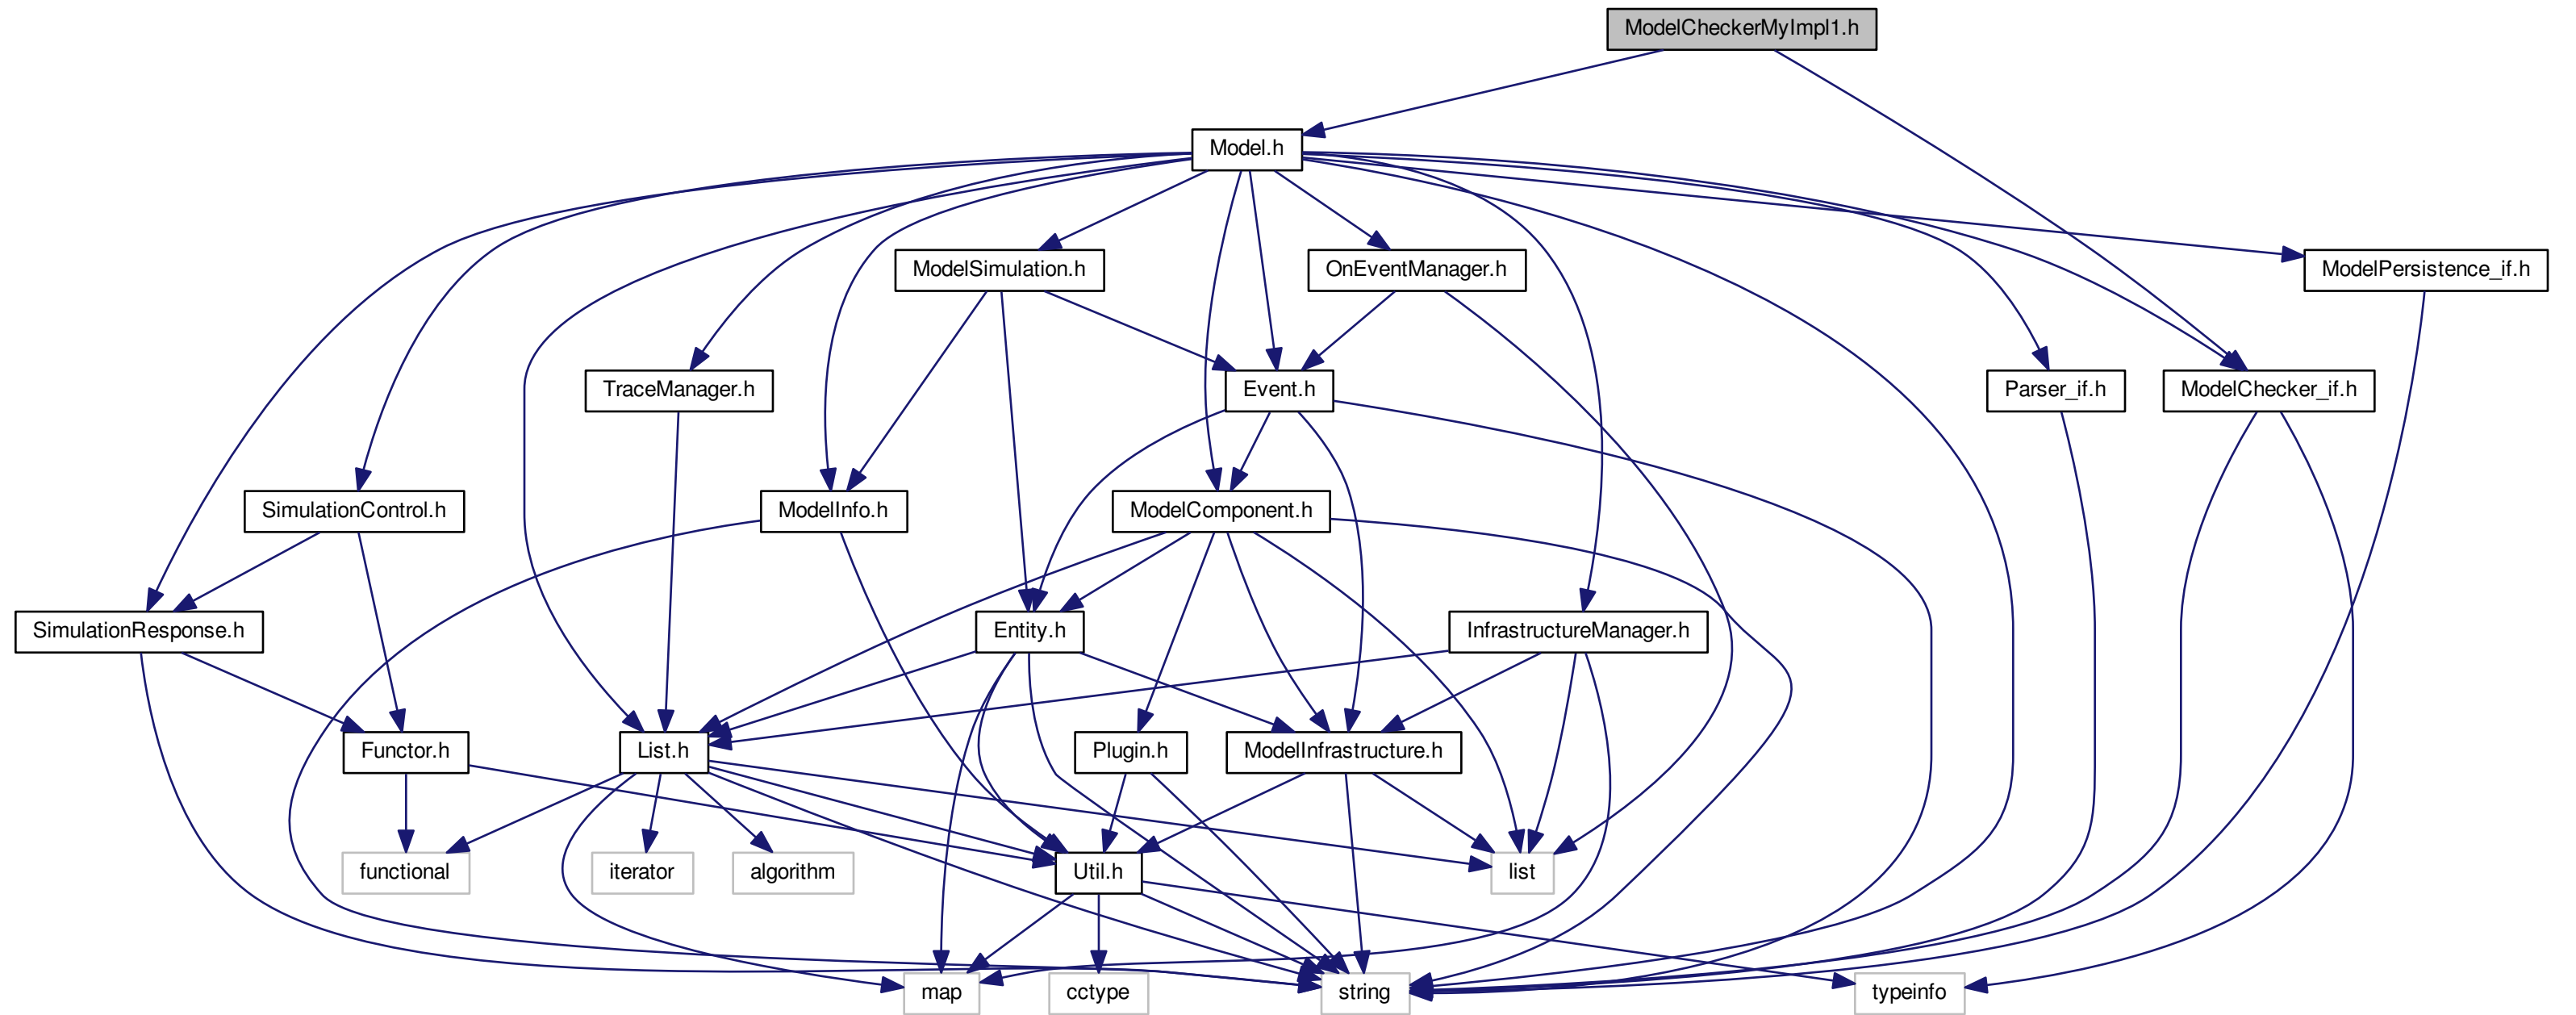 ModelCheckerMyImpl1.h
Model.h
ModelSimulation.h
OnEventManager.h
ModelPersistence_if.h
TraceManager.h
Event.h
Parser_if.h
ModelChecker_if.h
SimulationControl.h
ModelInfo.h
ModelComponent.h
SimulationResponse.h
Entity.h
InfrastructureManager.h
Functor.h
List.h
Plugin.h
ModelInfrastructure.h
functional
iterator
algorithm
Util.h
list
map
cctype
string
typeinfo